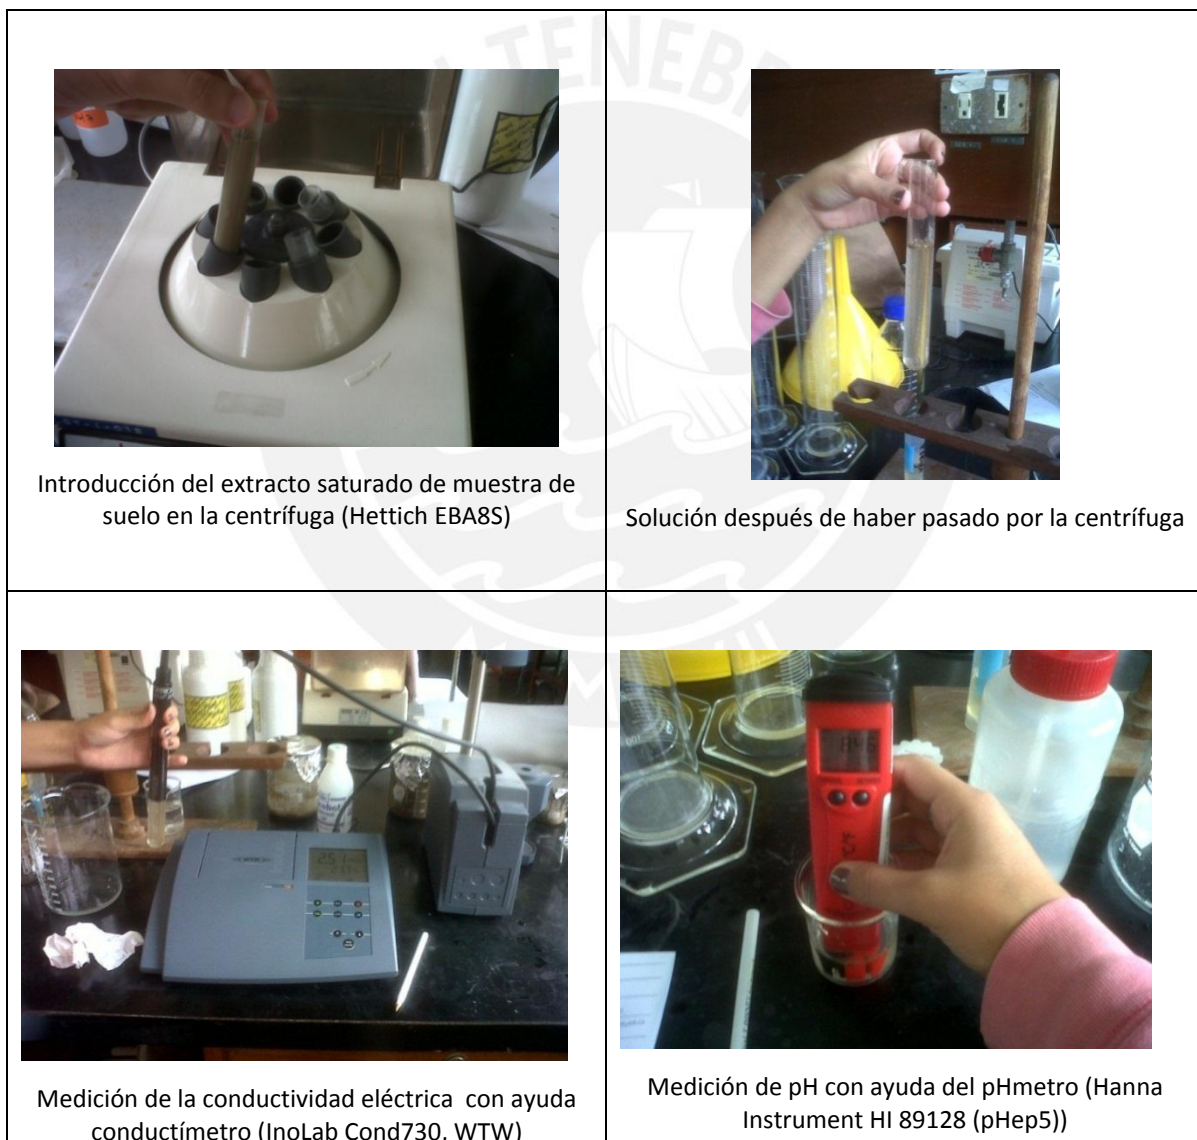 TENEBR
Introducción del extracto saturado de muestra de
suelo en la centrífuga (Hettich EBA8S)
Solución después de haber pasado por la centrífuga
Medición de la conductividad eléctrica con ayuda
conductímetro (InoLab Cond730, WTW)
Medición de pH con ayuda del pHmetro (Hanna
Instrument HI 89128 (pHep5))